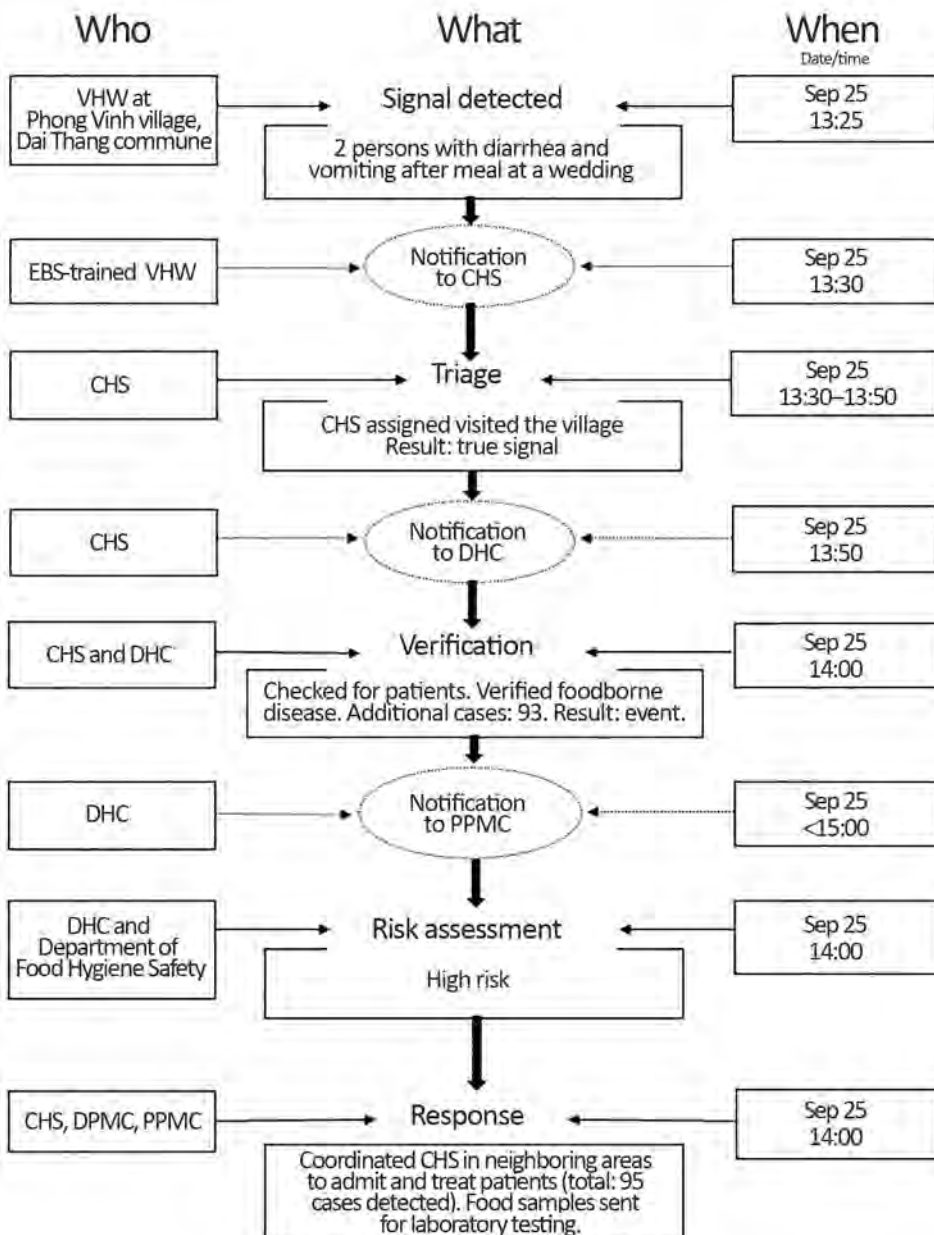 Who
What
When
Date/time
VHW at
Phong Vinh village,
Dai Thang commune
Signal detected
2 persons with diarrhea and
vomiting after meal at a wedding
Sep 25
13:25
EBS-trained VHW
Notification
to CHS
Sep 25
13:30
CHS
Triage
CHS assigned visited the village
Result: true signal
Sep 25
13:30–13:50
CHS
Notification
to DHC
Sep 25
13:50
CHS and DHC
Verification
Checked for patients. Verified foodborne
disease. Additional cases: 93. Result: event.
Sep 25
14:00
DHC
Notification
to PPMC
Sep 25
<15:00
DHC and
Department of
Food Hygiene Safety
Risk assessment
High risk
Sep 25
14:00
CHS, DPMC, PPMC
Response
Coordinated CHS in neighboring areas
to admit and treat patients (total: 95
cases detected). Food samples sent
for laboratory testing.
Sep 25
14:00